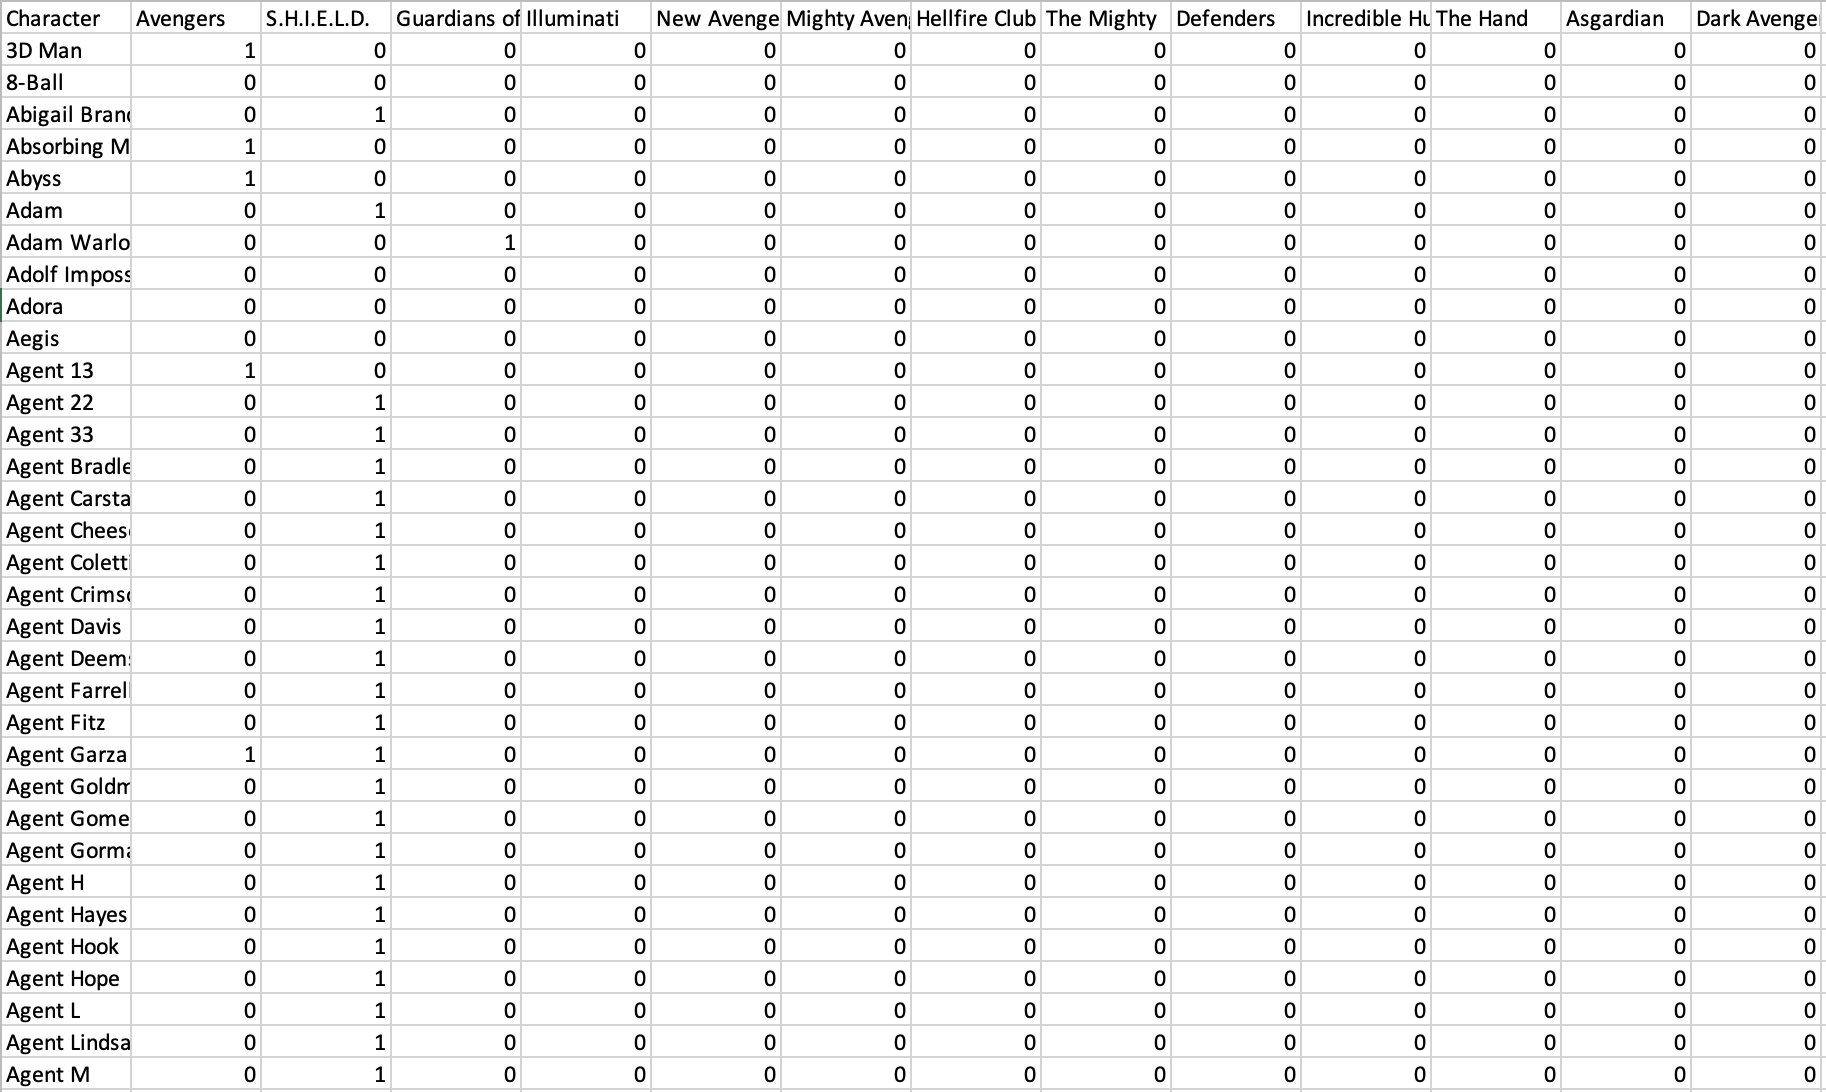 Character Avengers S.H.I.E.L.D. Guardians of Illuminati New Avenge Mighty Aven Hellfire Club The Mighty Defenders Incredible Hu The Hand Asgardian Dark Avenge
3D Man 1 0 0 0 0 0 0 0 0 0 0 0 0
8-Ball 0 0 0 0 0 0 0 0 0 0 0 0 0
Abigail Bran 0 1 0 0 0 0 0 0 0 0 0 0 0
Absorbing M 1 0 0 0 0 0 0 0 0 0 0 0 0
Abyss 1 0 0 0 0 0 0 0 0 0 0 0 0
Adam 0 1 0 0 0 0 0 0 0 0 0 0 0
Adam Warlo 0 0 1 0 0 0 0 0 0 0 0 0 0
Adolf Imposs 0 0 0 0 0 0 0 0 0 0 0 0 0
Adora 0 0 0 0 0 0 0 0 0 0 0 0 0
Aegis 0 0 0 0 0 0 0 0 0 0 0 0 0
Agent 13 1 0 0 0 0 0 0 0 0 0 0 0 0
Agent 22 0 1 0 0 0 0 0 0 0 0 0 0 0
Agent 33 0 1 0 0 0 0 0 0 0 0 0 0 0
Agent Bradle 0 1 0 0 0 0 0 0 0 0 0 0 0
Agent Carsta 0 1 0 0 0 0 0 0 0 0 0 0 0
Agent Chees 0 1 0 0 0 0 0 0 0 0 0 0 0
Agent Coletti 0 1 0 0 0 0 0 0 0 0 0 0 0
Agent Crims 0 1 0 0 0 0 0 0 0 0 0 0 0
Agent Davis 0 1 0 0 0 0 0 0 0 0 0 0 0
Agent Deem 0 1 0 0 0 0 0 0 0 0 0 0 0
Agent Farrell 0 1 0 0 0 0 0 0 0 0 0 0 0
Agent Fitz 0 1 0 0 0 0 0 0 0 0 0 0 0
Agent Garza 1 1 0 0 0 0 0 0 0 0 0 0 0
Agent Goldm 0 1 0 0 0 0 0 0 0 0 0 0 0
Agent Gome 0 1 0 0 0 0 0 0 0 0 0 0 0
Agent Gorma 0 1 0 0 0 0 0 0 0 0 0 0 0
Agent H 0 1 0 0 0 0 0 0 0 0 0 0 0
Agent Hayes 0 1 0 0 0 0 0 0 0 0 0 0 0
Agent Hook 0 1 0 0 0 0 0 0 0 0 0 0 0
Agent Hope 0 1 0 0 0 0 0 0 0 0 0 0 0
Agent L 0 1 0 0 0 0 0 0 0 0 0 0 0
Agent Lindsa 0 1 0 0 0 0 0 0 0 0 0 0 0
Agent M 0 1 0 0 0 0 0 0 0 0 0 0 0